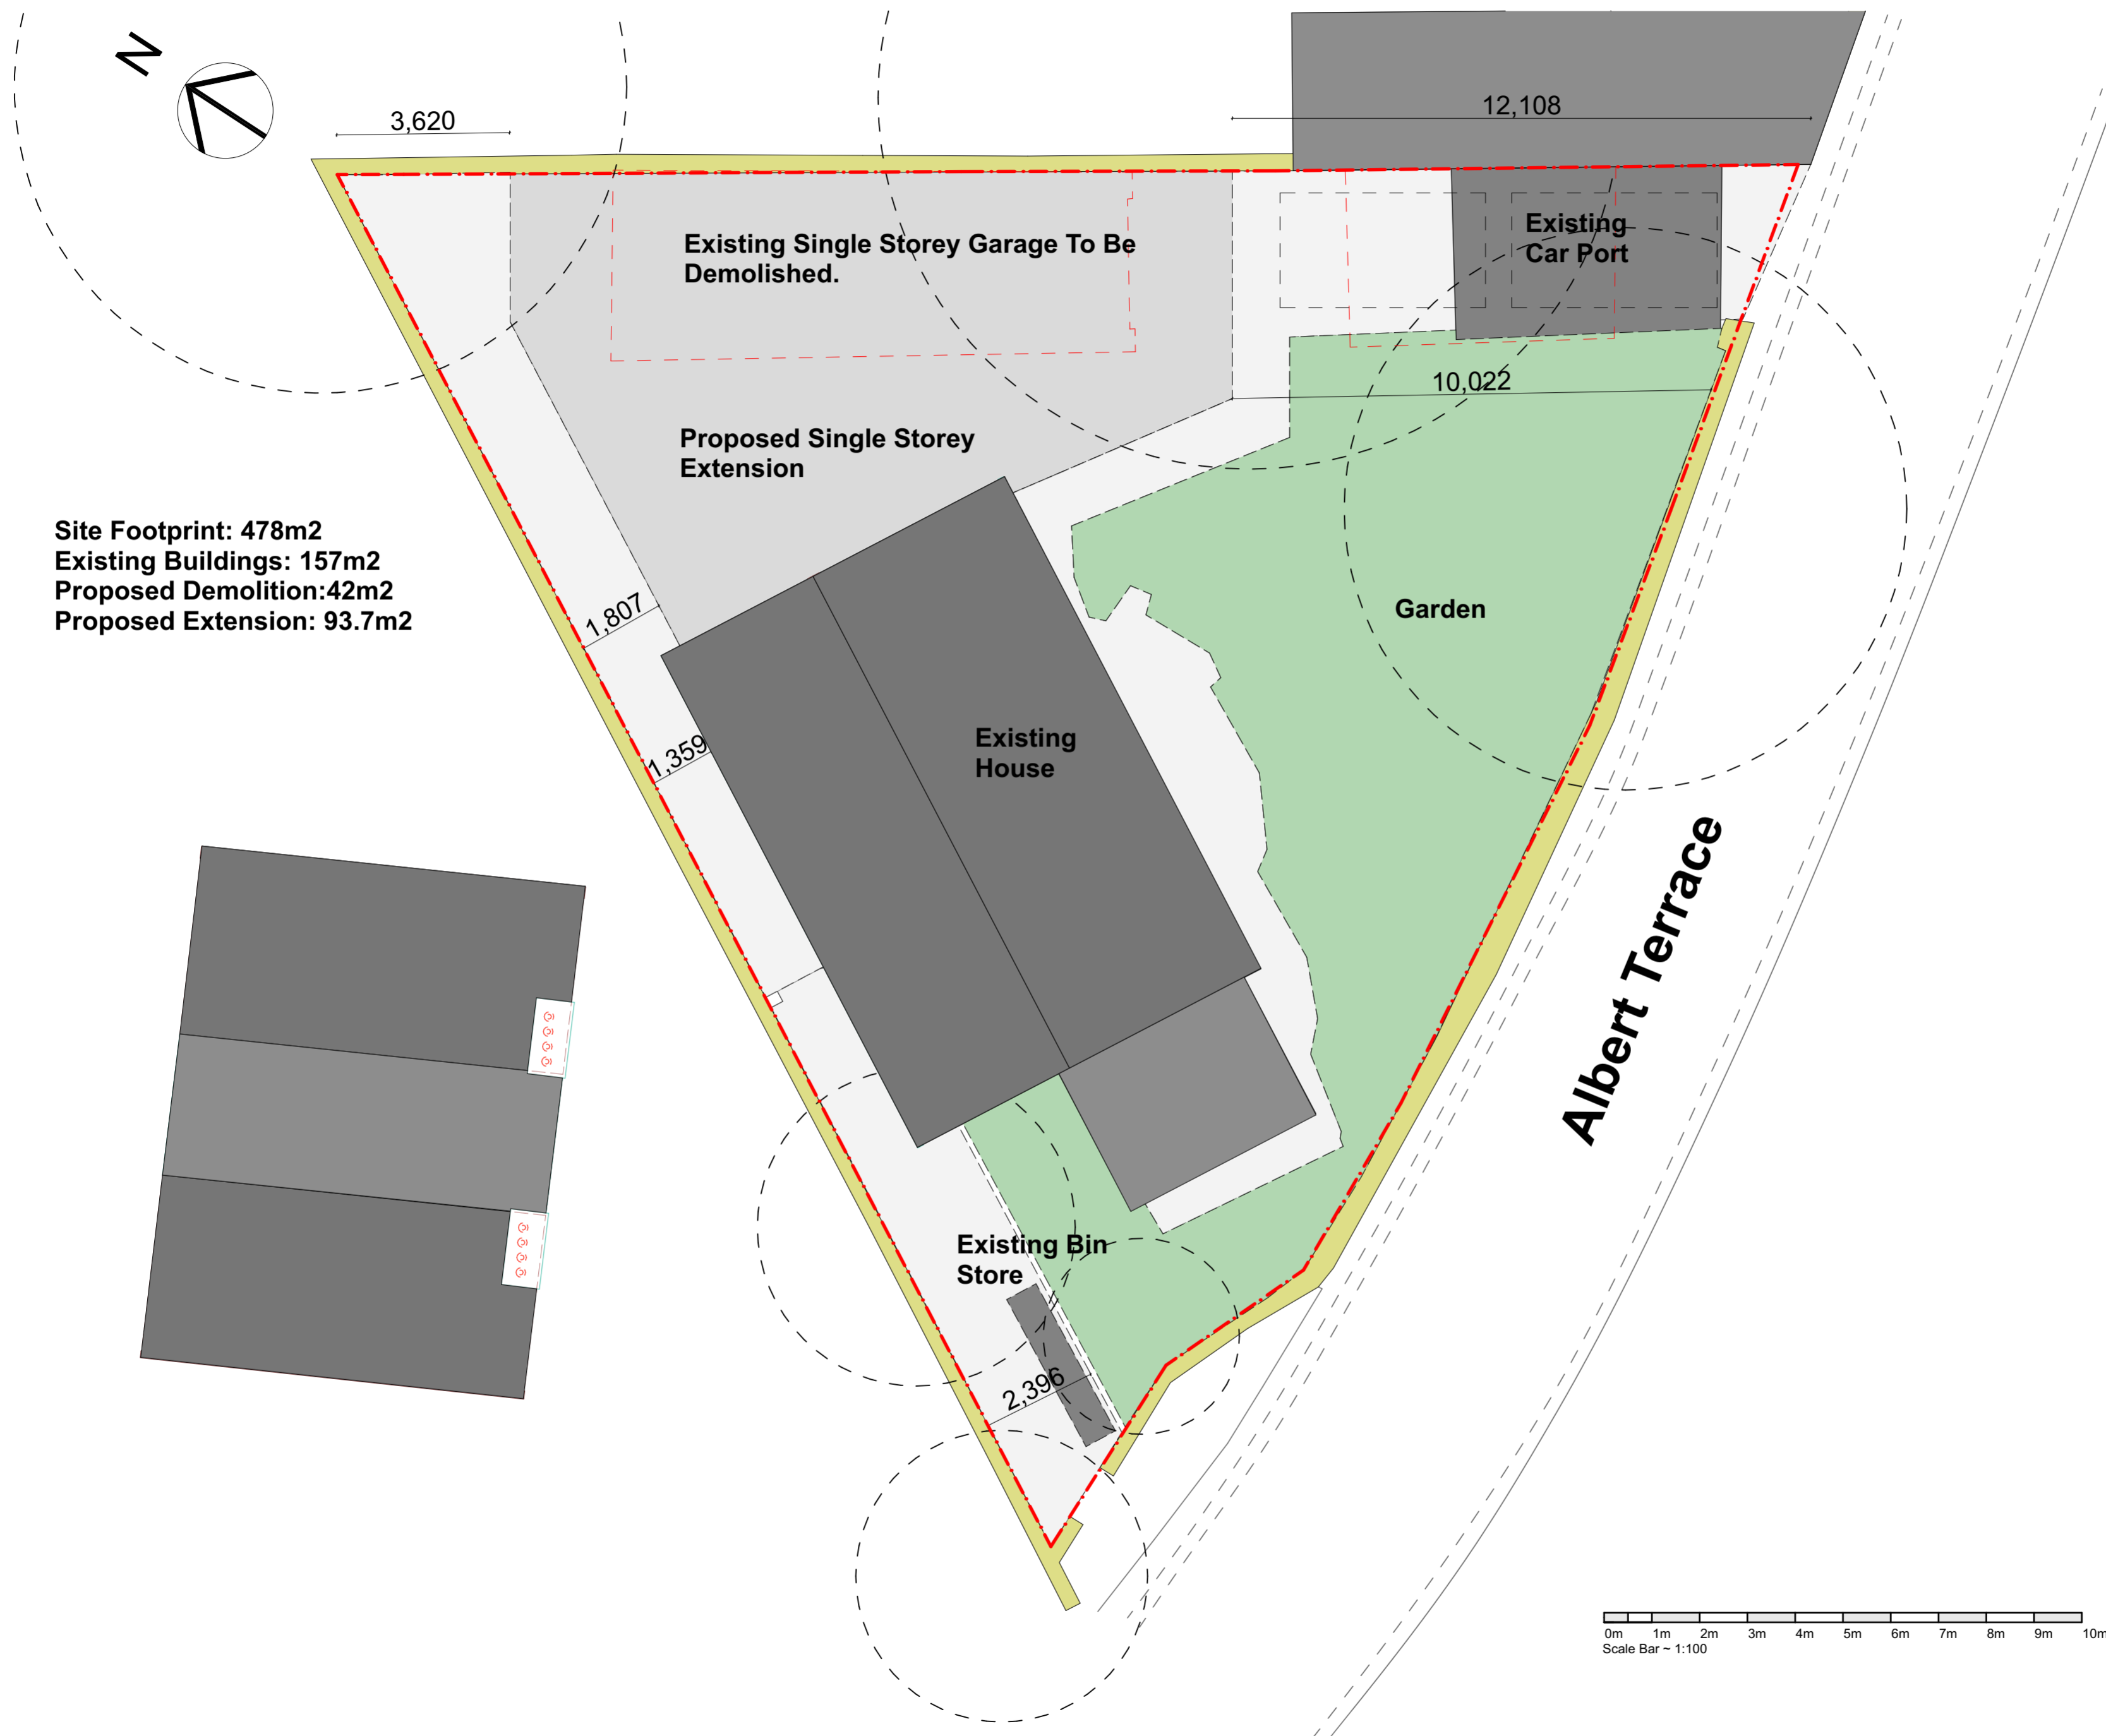 N
3,620
12,108
Existing Single Storey Garage To Be
Demolished.
Existing
Car Port
10,022
Proposed Single Storey
Extension
Site Footprint: 478m2
Existing Buildings: 157m2
Proposed Demolition:42m2
Proposed Extension: 93.7m2
1,807
Garden
1,359
Existing
House
Albert Terrace
Existing Bin
Store
2,396
0m 1m 2m 3m 4m 5m 6m 7m 8m 9m 10m
Scale Bar ~ 1:100